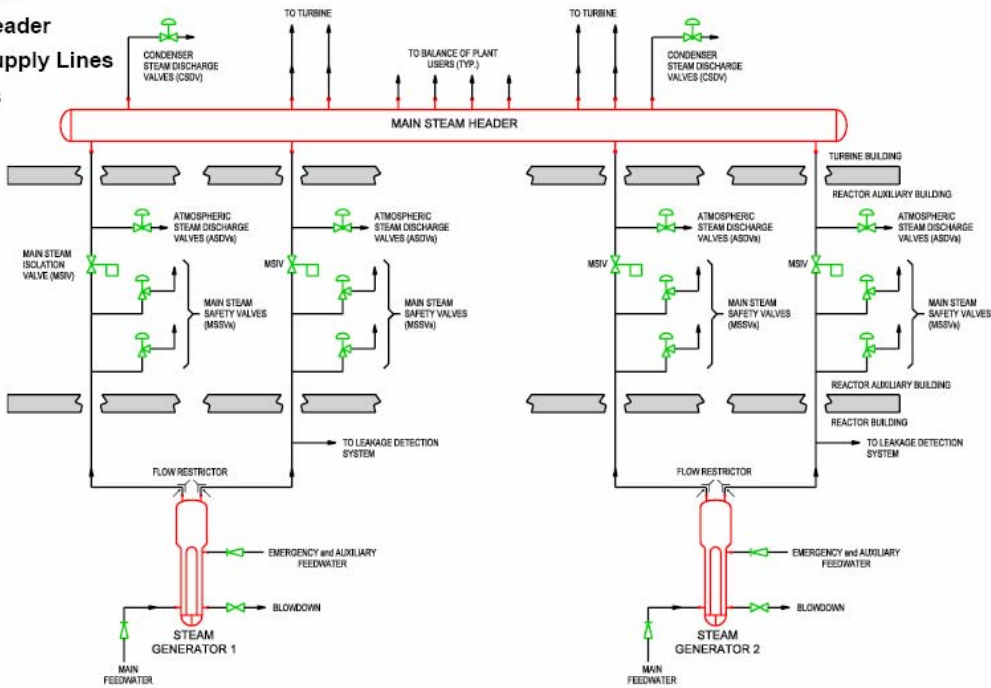 eader
upply Lines
s
TO TURBINE
TO TURBINE
CONDENSER
STEAM DISCHARGE
VALVES (CSDV)
TO BALANCE OF PLANT
USERS (TYP.)
CONDENSER
STEAM DISCHARGE
VALVES (CSDV)
MAIN STEAM HEADER
TURBINE BUILDING
REACTOR AUXILIARY BUILDING
ATMOSPHERIC
STEAM DISCHARGE
VALVES (ASDVs)
ATMOSPHERIC
STEAM DISCHARGE
VALVES (ASDVs)
ATMOSPHERIC
STEAM DISCHARGE
VALVES (ASDVs)
ATMOSPHERIC
STEAM DISCHARGE
VALVES (ASDVs)
MAIN STEAM
ISOLATION
VALVE (MSIV)
MSIV
MSIV
MSIV
MAIN STEAM
SAFETY VALVES
(MSSVs)
MAIN STEAM
SAFETY VALVES
(MSSVs)
MAIN STEAM
SAFETY VALVES
(MSSVs)
MAIN STEAM
SAFETY VALVES
(MSSVs)
REACTOR AUXILIARY BUILDING
REACTOR BUILDING
TO LEAKAGE DETECTION
SYSTEM
TO LEAKAGE DETECTION
SYSTEM
FLOW RESTRICTOR
FLOW RESTRICTOR
EMERGENCY and AUXILIARY
FEEDWATER
EMERGENCY and AUXILIARY
FEEDWATER
BLOWDOWN
BLOWDOWN
STEAM
GENERATOR 1
STEAM
GENERATOR 2
MAIN
FEEDWATER
MAIN
FEEDWATER